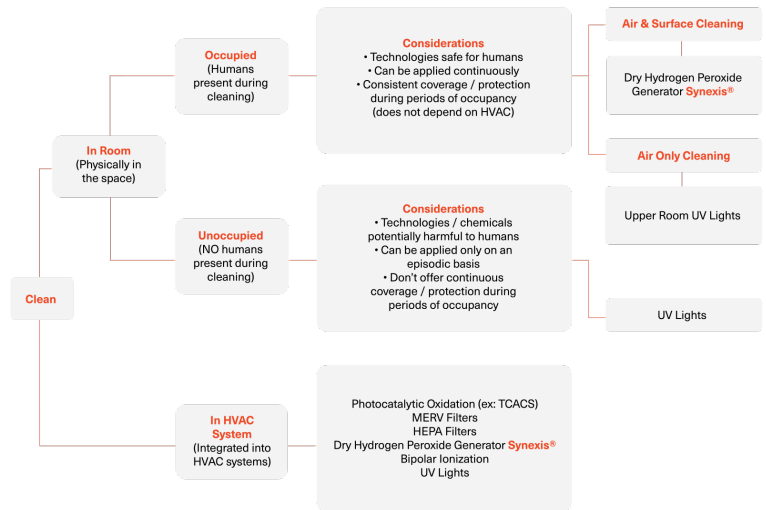 Clean
In Room
(Physically in
the space)
Occupied
(Humans
present during
cleaning)
Considerations
• Technologies safe for humans
• Can be applied continuously
• Consistent coverage / protection
during periods of occupancy
(does not depend on HVAC)
Air & Surface Cleaning
Dry Hydrogen Peroxide
Generator Synexis®
Air Only Cleaning
Upper Room UV Lights
Unoccupied
(NO humans
present during
cleaning)
Considerations
• Technologies / chemicals
potentially harmful to humans
• Can be applied only on an
episodic basis
• Don't offer continuous
coverage / protection during
periods of occupancy
UV Lights
In HVAC
System
(Integrated into
HVAC systems)
Photocatalytic Oxidation (ex: TCACS)
MERV Filters
HEPA Filters
Dry Hydrogen Peroxide Generator Synexis®
Bipolar Ionization
UV Lights